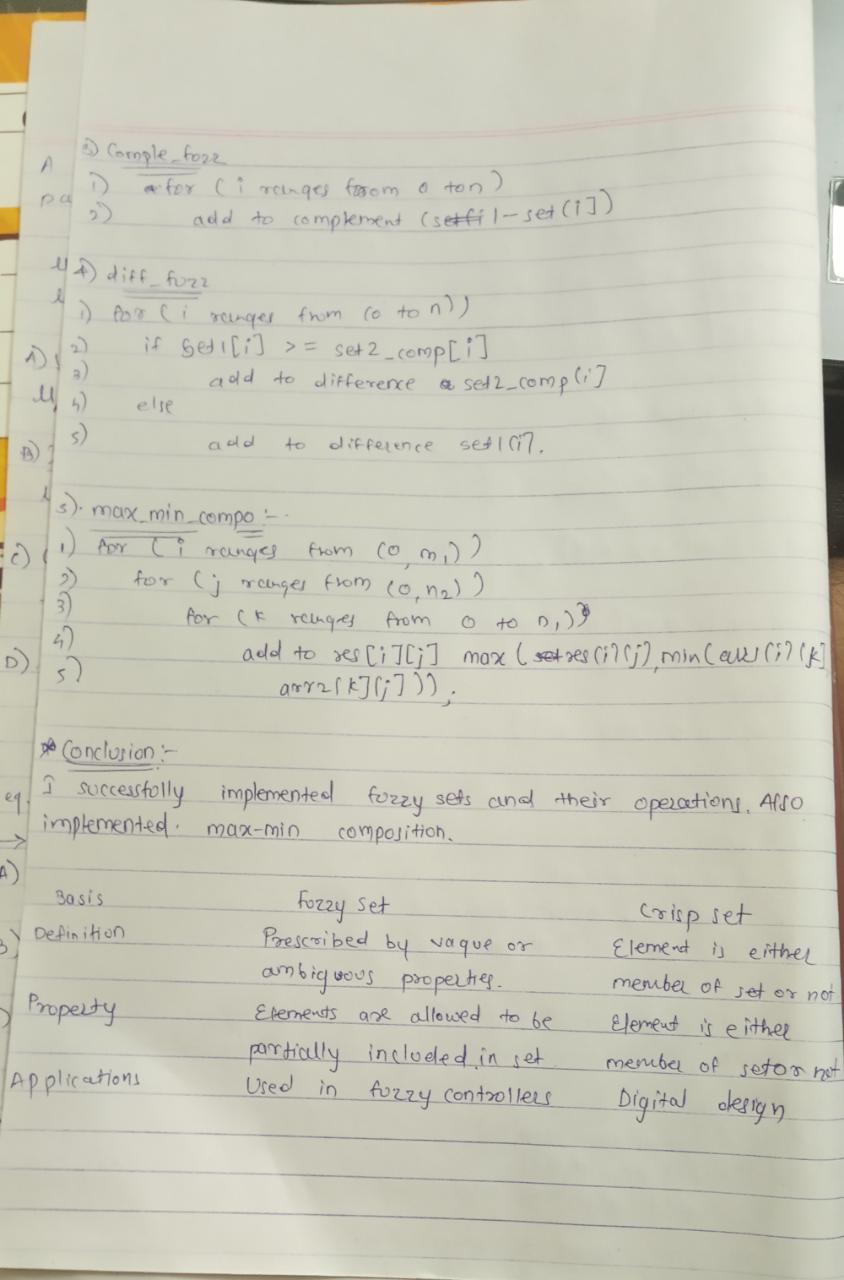 3) Comple_fozz
1) for (i ranges from 0 to n)
2) add to complement (1-set(i])
4) diff_fuzz
1) for (i ranges from (0 to n))
2) if set1[i] >= set2_comp[i]
3) add to difference set2_comp(i]
4) else
5) add to difference set1(i].
5). max_min_compo :-
1) for (i ranges from (0, m1))
2) for (j ranges from (0, n2))
3) for (k ranges from 0 to n1))
4) add to res[i][j] max (res(i](j), min(arr(i](k]
5) arr2[k](j])).
* Conclusion :-
I successfully implemented fuzzy sets and their operations. Also
implemented. max-min composition.
Basis Fuzzy set Crisp set
Definition Prescribed by vaque or Element is either
ambiguous properties. member of set or not
Property Elements are allowed to be Element is either
partially included in set member of set or not
Applications Used in fuzzy controllers Digital design